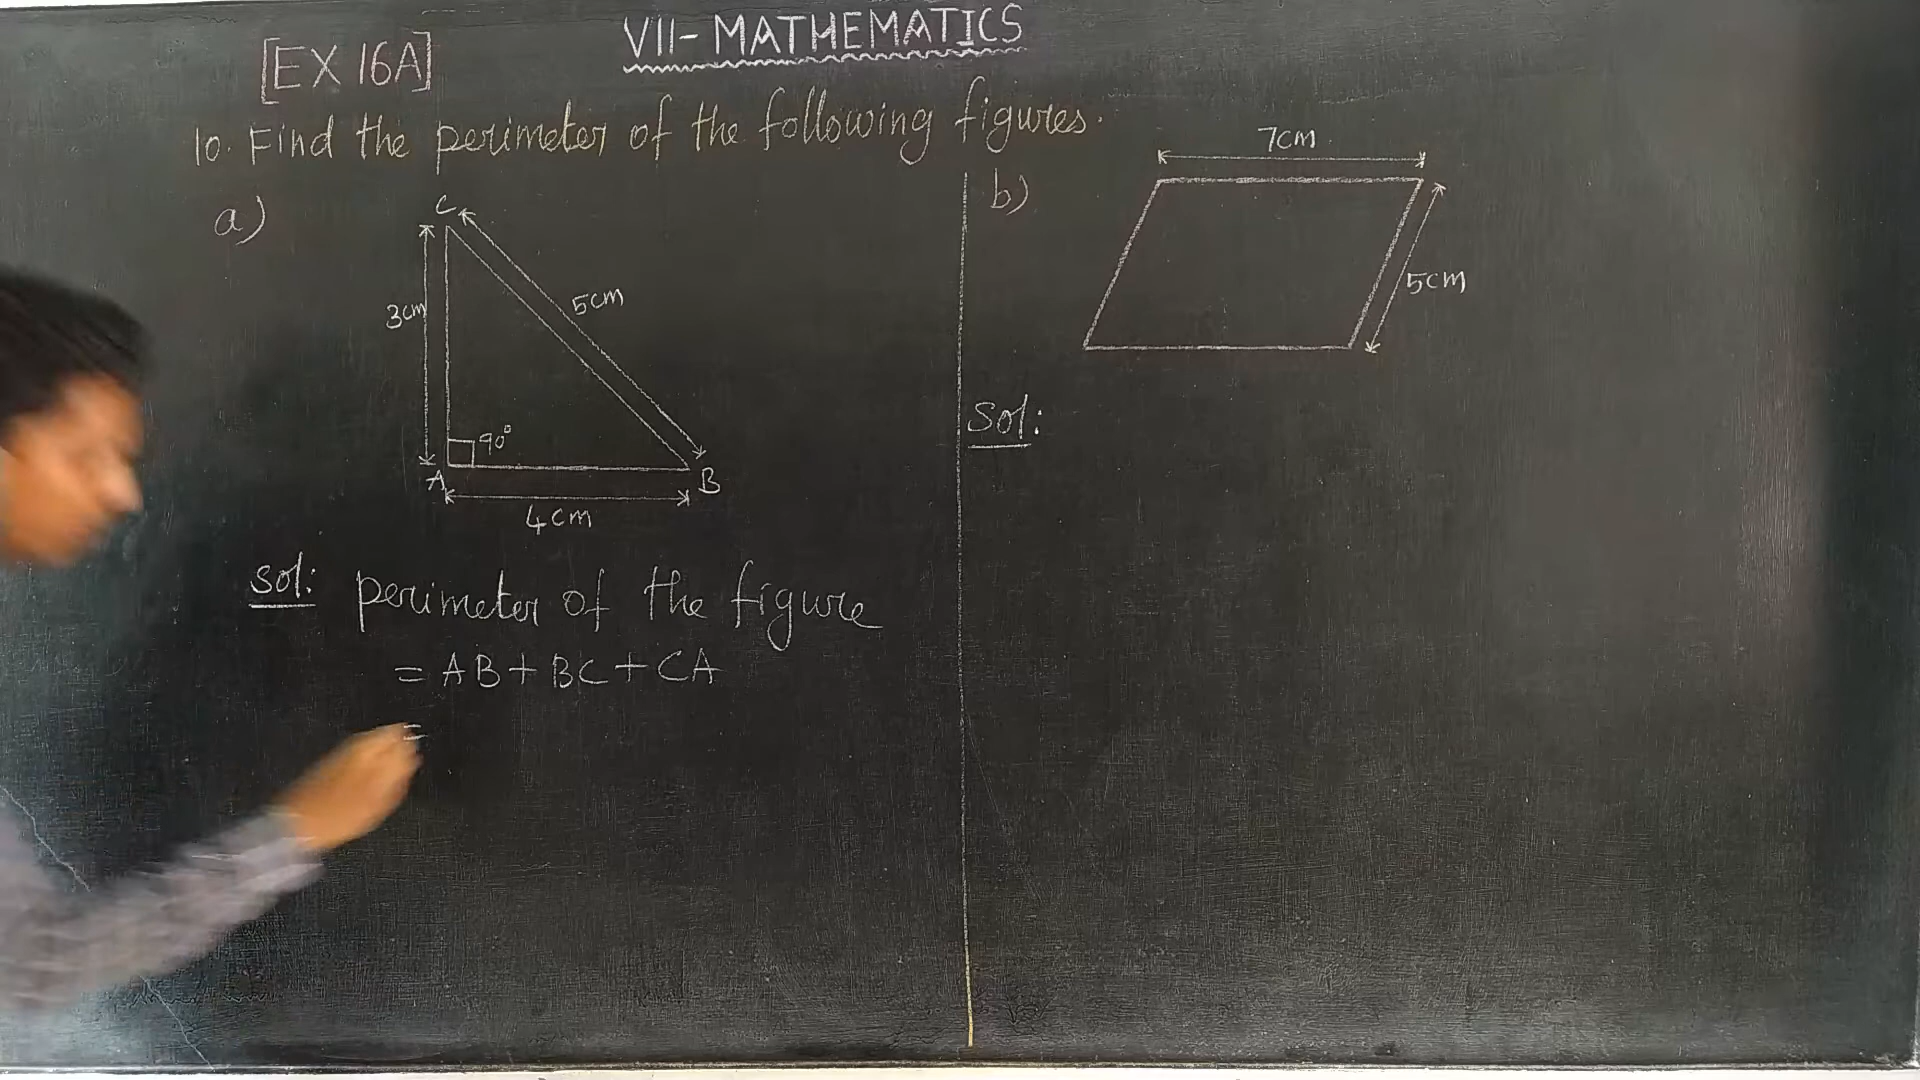 VII- MATHEMATICS
[EX 16A]
10. Find the perimeter of the following figures.
a)
C
3cm
5cm
90°
A
B
4cm
sol: perimeter of the figure
= AB + BC + CA
=
b)
7cm
5cm
Sol: